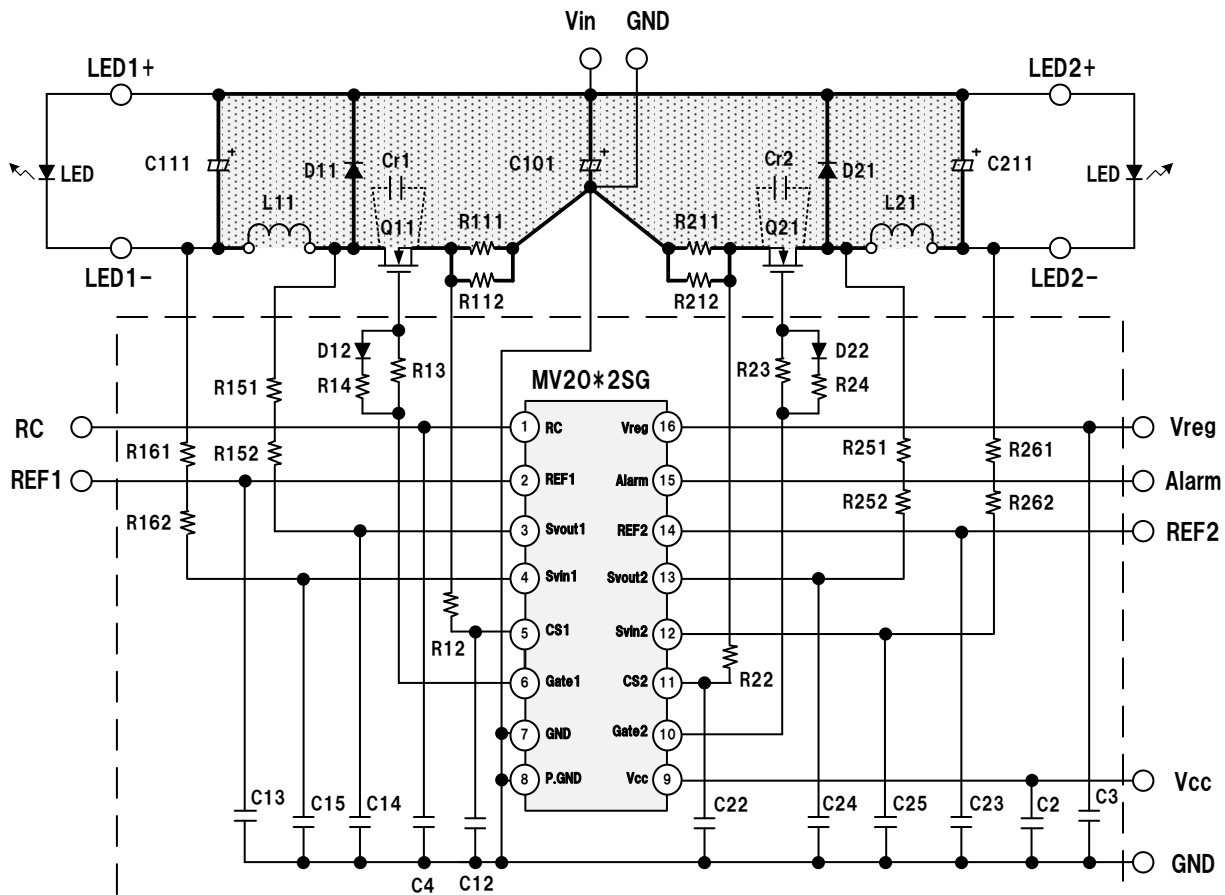 Vin GND
LED1+ LED2+
C111 + D11 Cr1 C101 + Cr2 D21 + C211
LED LED
L11 Q11 R111 R211 Q21 L21
LED1- LED2-
R112 R212
D12 D22
R151 R14 R13 R23 R24
MV20*2SG
RC 1 RC Vreg 16 Vreg
R161 R152 R251 R261
REF1 2 REF1 Alarm 15 Alarm
R162 R252 R262
3 Svout1 REF2 14 REF2
4 Svin1 Svout2 13
5 CS1 Svin2 12
R12 R22
6 Gate1 CS2 11
7 GND Gate2 10
8 P.GND Vcc 9 Vcc
C13 C15 C14 C22 C24 C25 C23 C2 C3
GND
C4 C12